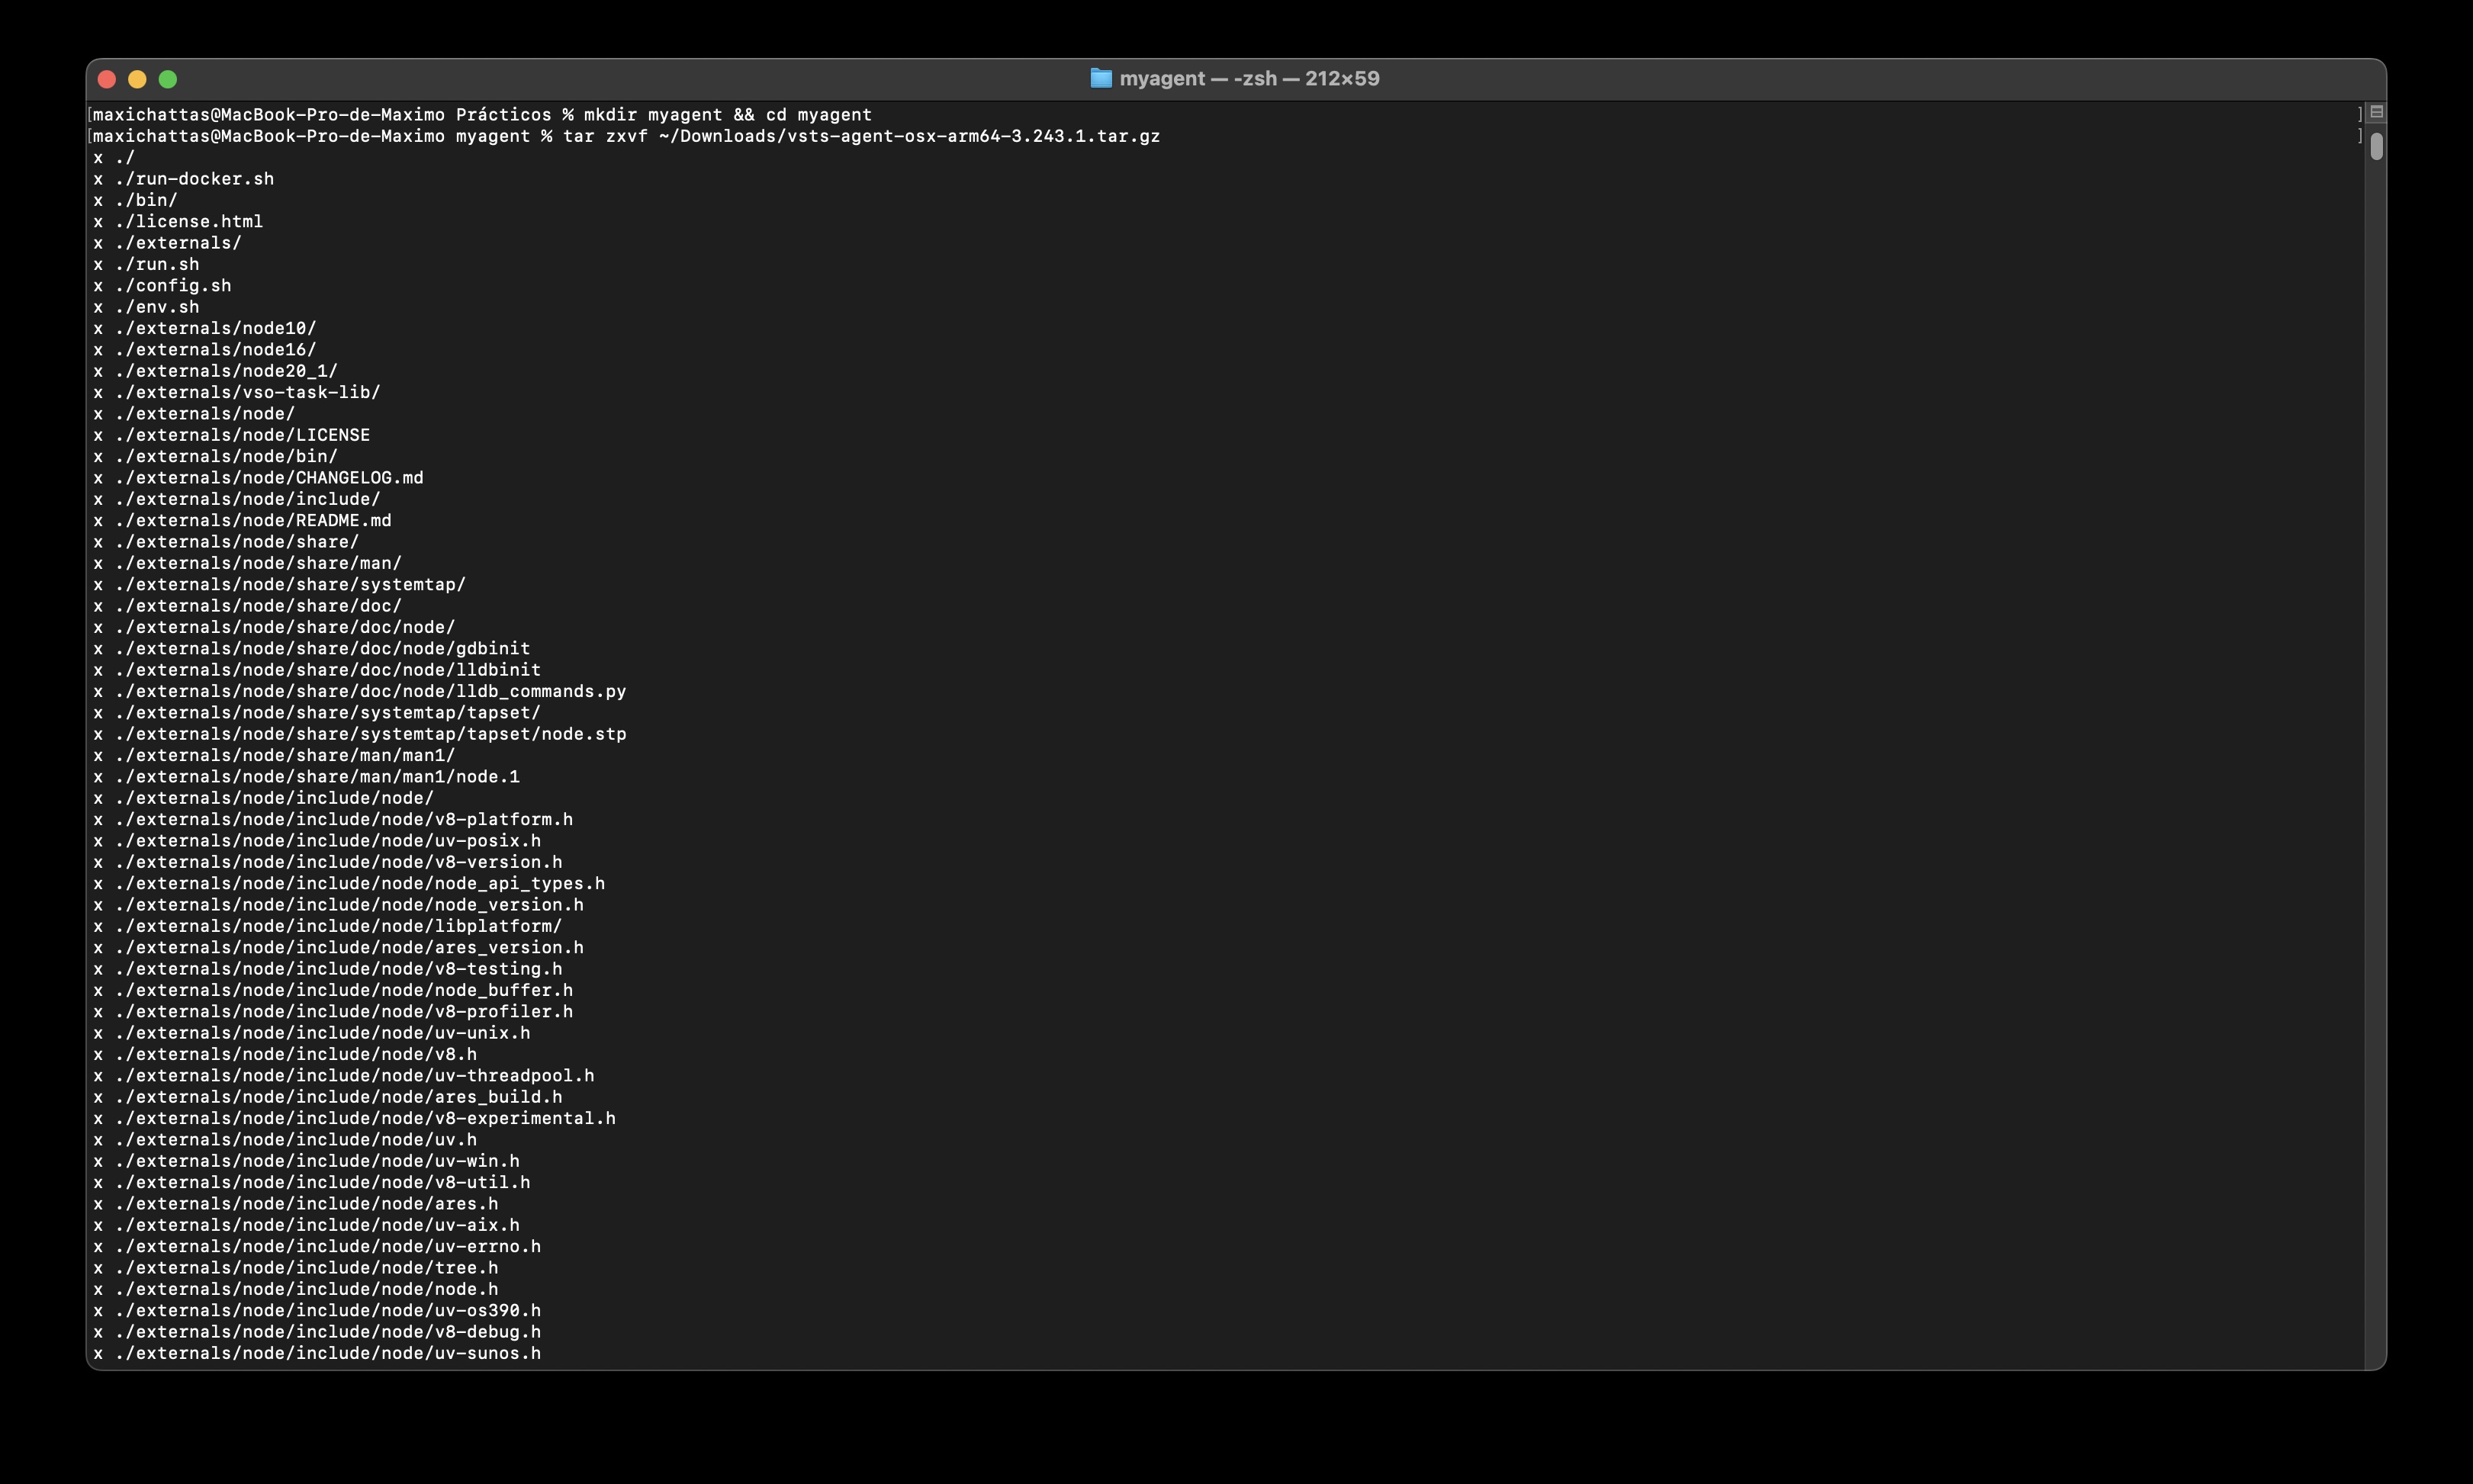 myagent — -zsh — 212×59
[maxichattas@MacBook-Pro-de-Maximo Prácticos % mkdir myagent && cd myagent ]
[maxichattas@MacBook-Pro-de-Maximo myagent % tar zxvf ~/Downloads/vsts-agent-osx-arm64-3.243.1.tar.gz ]
x ./
x ./run-docker.sh
x ./bin/
x ./license.html
x ./externals/
x ./run.sh
x ./config.sh
x ./env.sh
x ./externals/node10/
x ./externals/node16/
x ./externals/node20_1/
x ./externals/vso-task-lib/
x ./externals/node/
x ./externals/node/LICENSE
x ./externals/node/bin/
x ./externals/node/CHANGELOG.md
x ./externals/node/include/
x ./externals/node/README.md
x ./externals/node/share/
x ./externals/node/share/man/
x ./externals/node/share/systemtap/
x ./externals/node/share/doc/
x ./externals/node/share/doc/node/
x ./externals/node/share/doc/node/gdbinit
x ./externals/node/share/doc/node/lldbinit
x ./externals/node/share/doc/node/lldb_commands.py
x ./externals/node/share/systemtap/tapset/
x ./externals/node/share/systemtap/tapset/node.stp
x ./externals/node/share/man/man1/
x ./externals/node/share/man/man1/node.1
x ./externals/node/include/node/
x ./externals/node/include/node/v8-platform.h
x ./externals/node/include/node/uv-posix.h
x ./externals/node/include/node/v8-version.h
x ./externals/node/include/node/node_api_types.h
x ./externals/node/include/node/node_version.h
x ./externals/node/include/node/libplatform/
x ./externals/node/include/node/ares_version.h
x ./externals/node/include/node/v8-testing.h
x ./externals/node/include/node/node_buffer.h
x ./externals/node/include/node/v8-profiler.h
x ./externals/node/include/node/uv-unix.h
x ./externals/node/include/node/v8.h
x ./externals/node/include/node/uv-threadpool.h
x ./externals/node/include/node/ares_build.h
x ./externals/node/include/node/v8-experimental.h
x ./externals/node/include/node/uv.h
x ./externals/node/include/node/uv-win.h
x ./externals/node/include/node/v8-util.h
x ./externals/node/include/node/ares.h
x ./externals/node/include/node/uv-aix.h
x ./externals/node/include/node/uv-errno.h
x ./externals/node/include/node/tree.h
x ./externals/node/include/node/node.h
x ./externals/node/include/node/uv-os390.h
x ./externals/node/include/node/v8-debug.h
x ./externals/node/include/node/uv-sunos.h